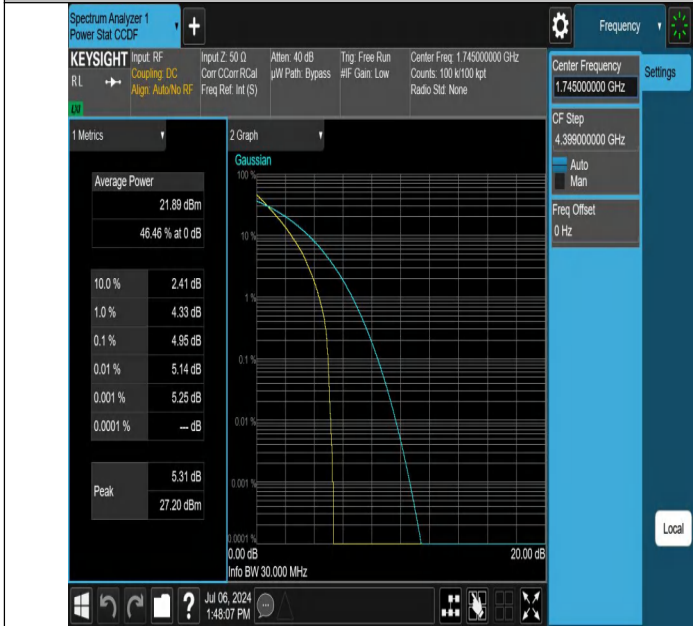 Spectrum Analyzer 1
Power Stat CCDF
+
Frequency
KEYSIGHT
RL
LXI
Input: RF
Coupling: DC
Align: Auto/No RF
Input Z: 50 Ω
Corr CCorr RCal
Freq Ref: Int (S)
Atten: 40 dB
µW Path: Bypass
Trig: Free Run
#IF Gain: Low
Center Freq: 1.745000000 GHz
Counts: 100 k/100 kpt
Radio Std: None
Center Frequency
1.745000000 GHz
Settings
CF Step
4.399000000 GHz
Auto
Man
Freq Offset
0 Hz
1 Metrics
Average Power
21.89 dBm
46.46 % at 0 dB
10.0 % 2.41 dB
1.0 % 4.33 dB
0.1 % 4.95 dB
0.01 % 5.14 dB
0.001 % 5.25 dB
0.0001 % --- dB
Peak 5.31 dB
27.20 dBm
2 Graph
Gaussian
100 %
10 %
1 %
0.1 %
0.01 %
0.001 %
0.0001 %
0.00 dB 20.00 dB
Info BW 30.000 MHz
Local
?
Jul 06, 2024
1:48:07 PM